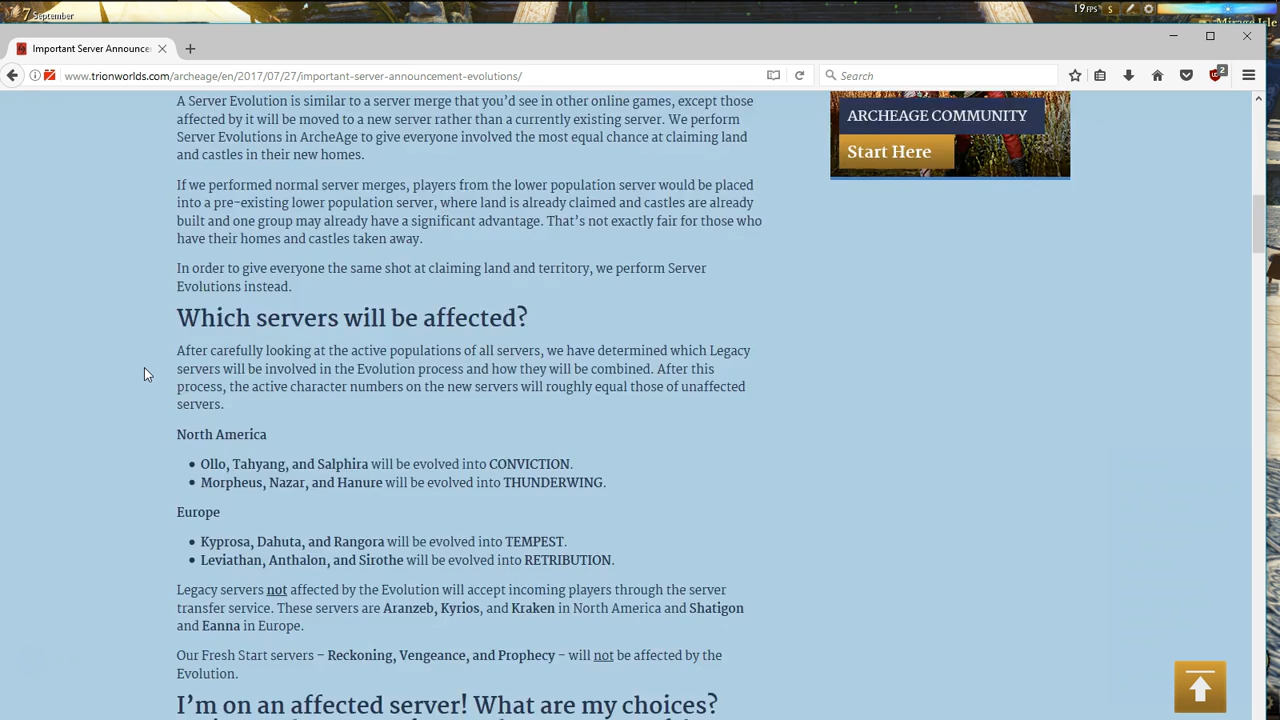 7 September
19 FPS
Mirage Isle
Important Server Announce
www.trionworlds.com/archeage/en/2017/07/27/important-server-announcement-evolutions/
Search
2
A Server Evolution is similar to a server merge that you'd see in other online games, except those
affected by it will be moved to a new server rather than a currently existing server. We perform
Server Evolutions in ArcheAge to give everyone involved the most equal chance at claiming land
and castles in their new homes.
If we performed normal server merges, players from the lower population server would be placed
into a pre-existing lower population server, where land is already claimed and castles are already
built and one group may already have a significant advantage. That's not exactly fair for those who
have their homes and castles taken away.
In order to give everyone the same shot at claiming land and territory, we perform Server
Evolutions instead.
Which servers will be affected?
After carefully looking at the active populations of all servers, we have determined which Legacy
servers will be involved in the Evolution process and how they will be combined. After this
process, the active character numbers on the new servers will roughly equal those of unaffected
servers.
North America
• Ollo, Tahyang, and Salphira will be evolved into CONVICTION.
• Morpheus, Nazar, and Hanure will be evolved into THUNDERWING.
Europe
• Kyprosa, Dahuta, and Rangora will be evolved into TEMPEST.
• Leviathan, Anthalon, and Sirothe will be evolved into RETRIBUTION.
Legacy servers not affected by the Evolution will accept incoming players through the server
transfer service. These servers are Aranzeb, Kyrios, and Kraken in North America and Shatigon
and Eanna in Europe.
Our Fresh Start servers – Reckoning, Vengeance, and Prophecy – will not be affected by the
Evolution.
I'm on an affected server! What are my choices?
ARCHEAGE COMMUNITY
Start Here